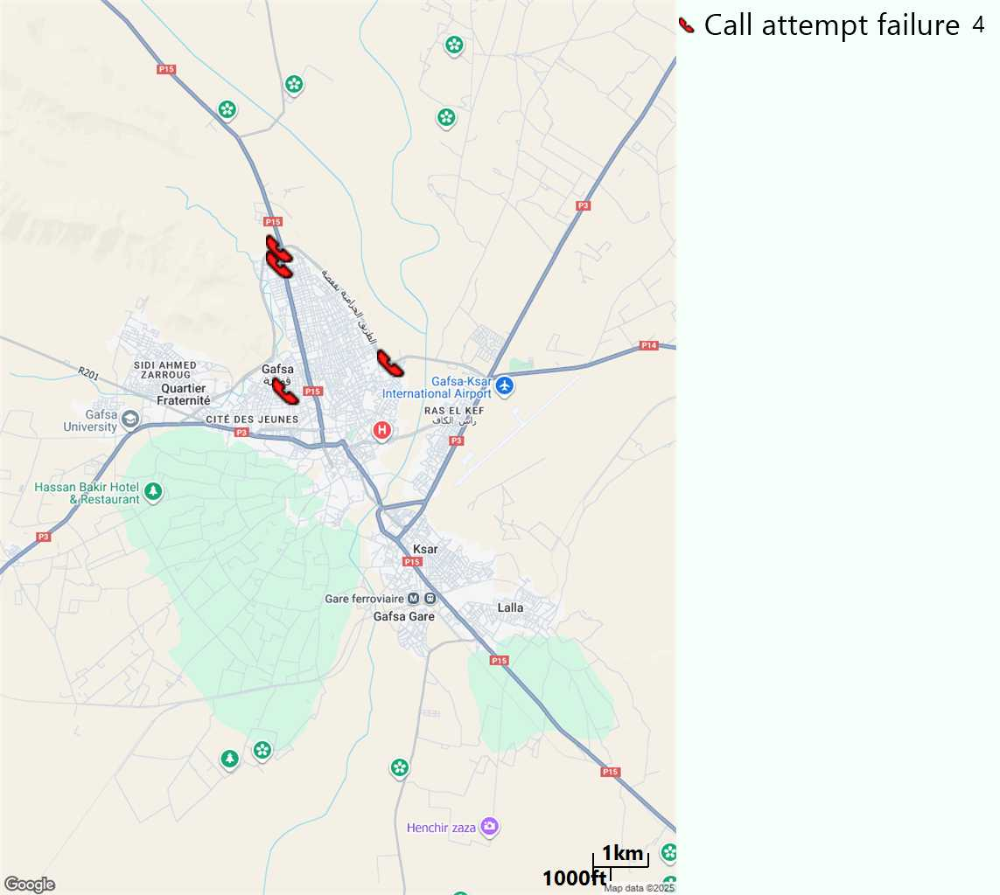 Call attempt failure 4
P15
P3
P15
الطريق الحزامية بقفصة
P14
SIDI AHMED
ZARROUG
R201
Gafsa
Quartier
Fraternité
P15
Gafsa-Ksar
International Airport
Gafsa
University
CITÉ DES JEUNES
RAS EL KEF
راس الكاف
P3
P3
Hassan Bakir Hotel
& Restaurant
P3
Ksar
P15
Gare ferroviaire
M
Gafsa Gare
Lalla
P15
P15
Henchir zaza
1km
1000ft
Google
Map data ©2025
H